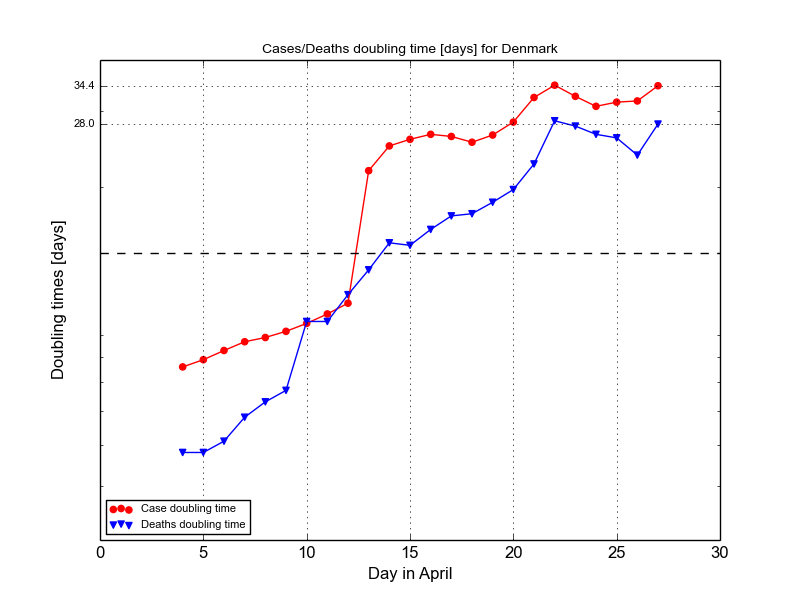 Cases/Deaths doubling time [days] for Denmark
34.4
28.0
Doubling times [days]
Case doubling time
Deaths doubling time
0 5 10 15 20 25 30
Day in April